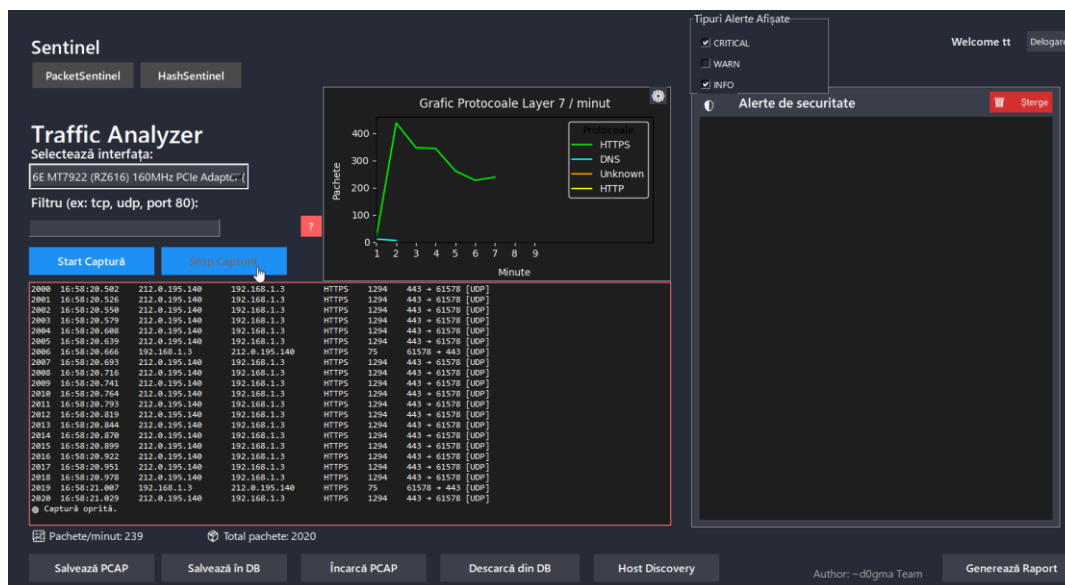 Tipuri Alerte Afișate
CRITICAL
WARN
INFO
Welcome tt
Delogare
Sentinel
PacketSentinel
HashSentinel
Traffic Analyzer
Selectează interfața:
6E MT7922 (RZ616) 160MHz PCIe Adapter (
Filtru (ex: tcp, udp, port 80):
?
Start Captură
Stop Captură
Grafic Protocoale Layer 7 / minut
Pachete
400
300
200
100
0
1 2 3 4 5 6 7 8 9
Minute
Protocoale
HTTPS
DNS
Unknown
HTTP
Alerte de securitate
Șterge
2000 16:58:20.502 212.0.195.140 192.168.1.3 HTTPS 1294 443 → 61578 [UDP]
2001 16:58:20.526 212.0.195.140 192.168.1.3 HTTPS 1294 443 → 61578 [UDP]
2002 16:58:20.550 212.0.195.140 192.168.1.3 HTTPS 1294 443 → 61578 [UDP]
2003 16:58:20.579 212.0.195.140 192.168.1.3 HTTPS 1294 443 → 61578 [UDP]
2004 16:58:20.608 212.0.195.140 192.168.1.3 HTTPS 1294 443 → 61578 [UDP]
2005 16:58:20.639 212.0.195.140 192.168.1.3 HTTPS 1294 443 → 61578 [UDP]
2006 16:58:20.666 192.168.1.3 212.0.195.140 HTTPS 75 61578 → 443 [UDP]
2007 16:58:20.693 212.0.195.140 192.168.1.3 HTTPS 1294 443 → 61578 [UDP]
2008 16:58:20.716 212.0.195.140 192.168.1.3 HTTPS 1294 443 → 61578 [UDP]
2009 16:58:20.741 212.0.195.140 192.168.1.3 HTTPS 1294 443 → 61578 [UDP]
2010 16:58:20.764 212.0.195.140 192.168.1.3 HTTPS 1294 443 → 61578 [UDP]
2011 16:58:20.793 212.0.195.140 192.168.1.3 HTTPS 1294 443 → 61578 [UDP]
2012 16:58:20.819 212.0.195.140 192.168.1.3 HTTPS 1294 443 → 61578 [UDP]
2013 16:58:20.844 212.0.195.140 192.168.1.3 HTTPS 1294 443 → 61578 [UDP]
2014 16:58:20.870 212.0.195.140 192.168.1.3 HTTPS 1294 443 → 61578 [UDP]
2015 16:58:20.899 212.0.195.140 192.168.1.3 HTTPS 1294 443 → 61578 [UDP]
2016 16:58:20.922 212.0.195.140 192.168.1.3 HTTPS 1294 443 → 61578 [UDP]
2017 16:58:20.951 212.0.195.140 192.168.1.3 HTTPS 1294 443 → 61578 [UDP]
2018 16:58:20.978 212.0.195.140 192.168.1.3 HTTPS 1294 443 → 61578 [UDP]
2019 16:58:21.007 192.168.1.3 212.0.195.140 HTTPS 75 61578 → 443 [UDP]
2020 16:58:21.029 212.0.195.140 192.168.1.3 HTTPS 1294 443 → 61578 [UDP]
Captură oprită.
Pachete/minut: 239
Total pachete: 2020
Salvează PCAP
Salvează în DB
Încarcă PCAP
Descarcă din DB
Host Discovery
Author: ~d0gma Team
Generează Raport